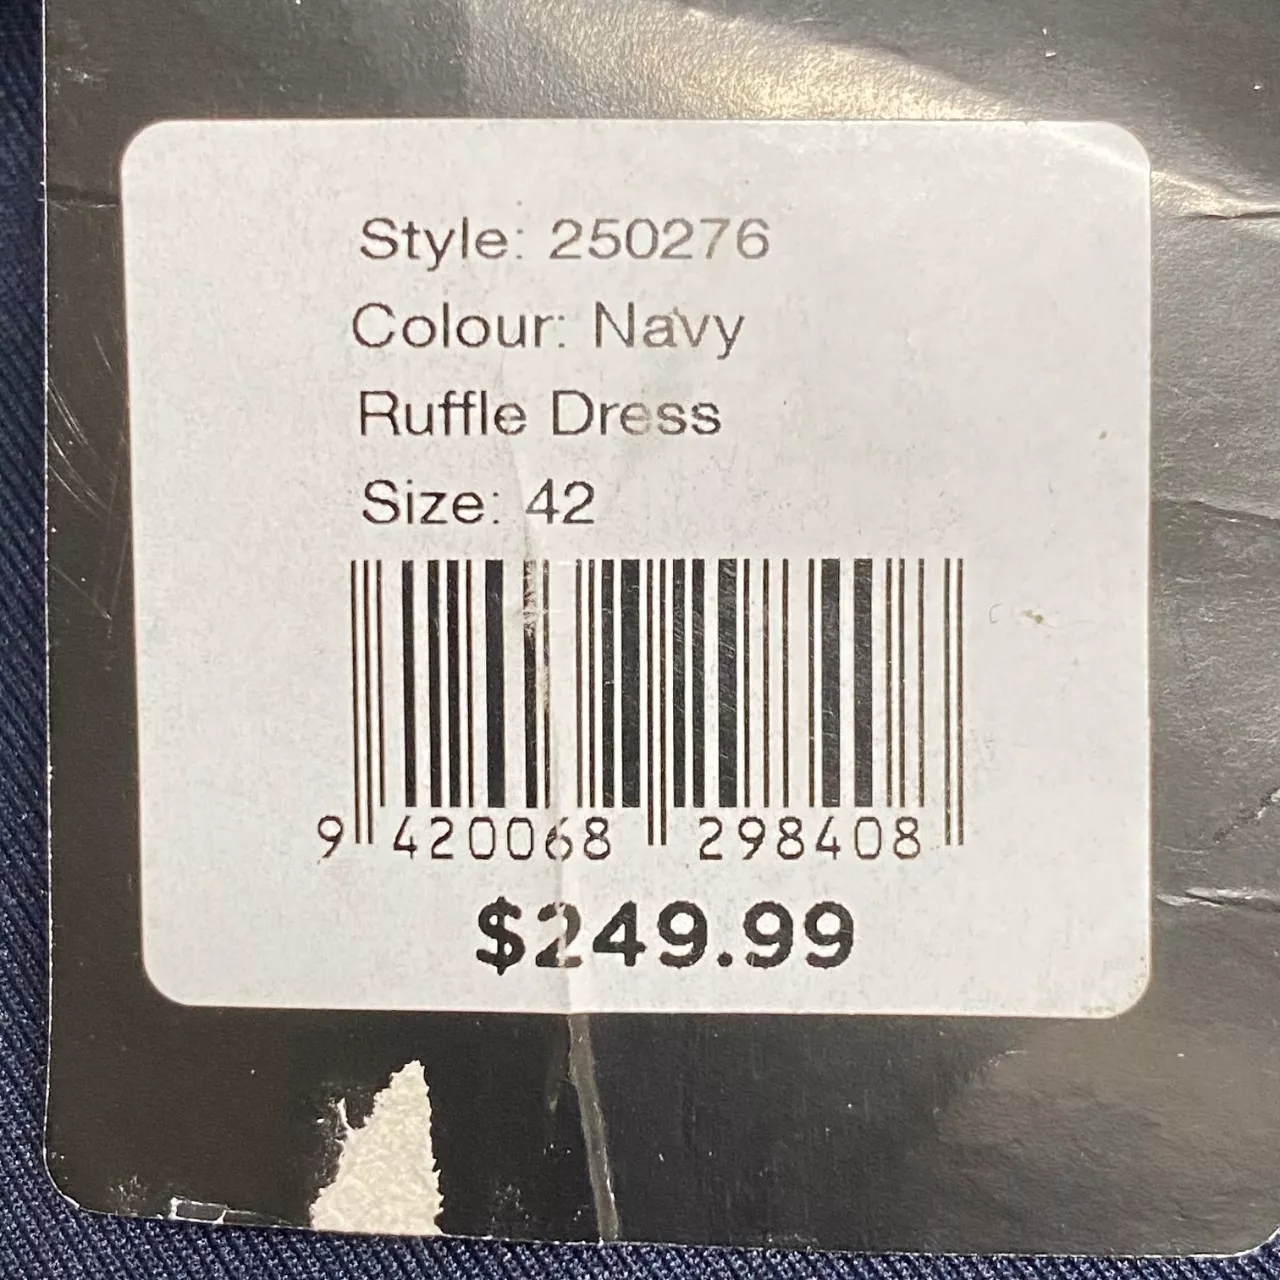 Style: 250276
Colour: Navy
Ruffle Dress
Size: 42
9 420068 298408
$249.99